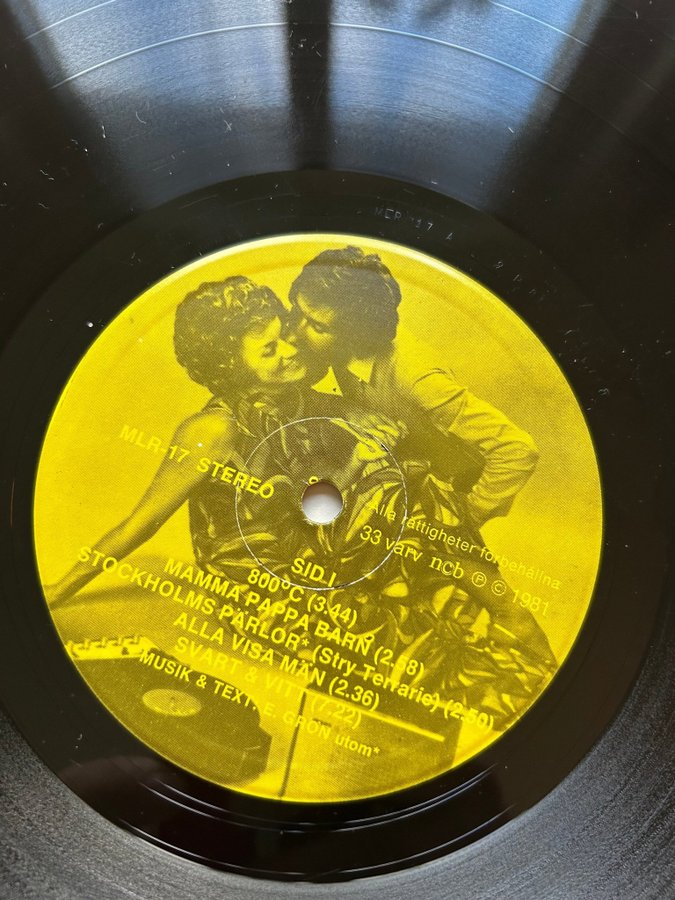 MLR-17 A
MLR-17 STEREO
Alla rättigheter förbehållna
33 varv ncb Ⓟ © 1981
SID.I
800°C (3.44)
MAMMA PAPPA BARN (2.58)
STOCKHOLMS PÄRLOR* (Stry Terrarie) (2.50)
ALLA VISA MÄN (2.36)
SVART & VITT (7.22)
MUSIK & TEXT: E. GRÖN utom*